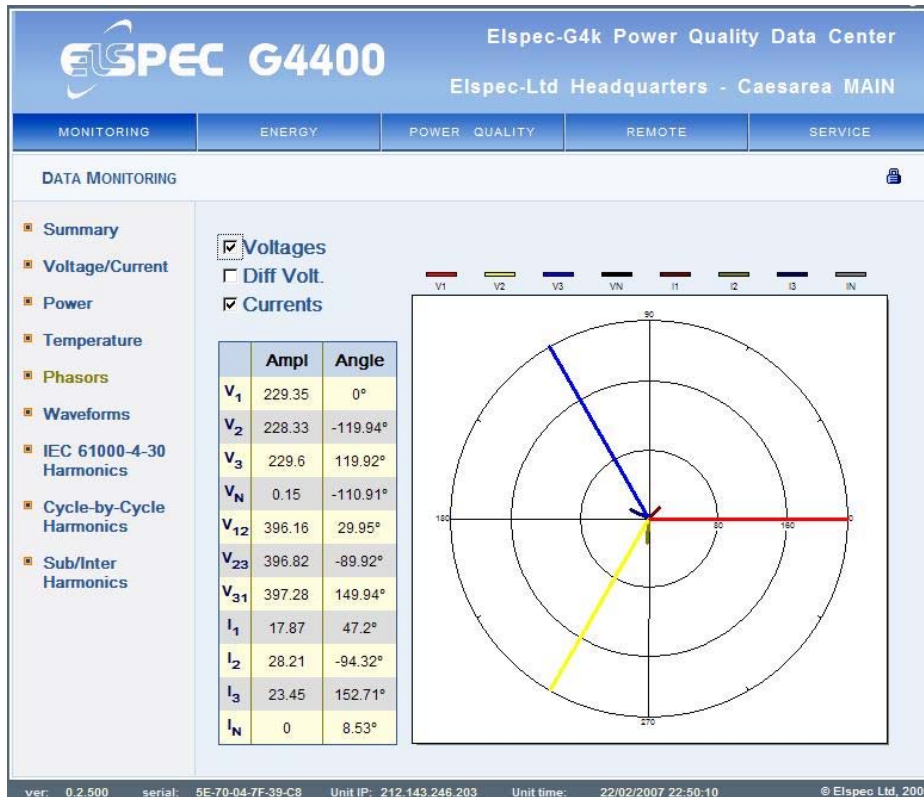 ELSPEC G4400
Elspec-G4k Power Quality Data Center
Elspec-Ltd Headquarters - Caesarea MAIN
MONITORING ENERGY POWER QUALITY REMOTE SERVICE
DATA MONITORING
Summary
Voltage/Current
Power
Temperature
Phasors
Waveforms
IEC 61000-4-30
Harmonics
Cycle-by-Cycle
Harmonics
Sub/Inter
Harmonics
Voltages
Diff Volt.
Currents
Ampl Angle
V1 229.35 0°
V2 228.33 -119.94°
V3 229.6 119.92°
VN 0.15 -110.91°
V12 396.16 29.95°
V23 396.82 -89.92°
V31 397.28 149.94°
I1 17.87 47.2°
I2 28.21 -94.32°
I3 23.45 152.71°
IN 0 8.53°
V1 V2 V3 VN I1 I2 I3 IN
90
180 80 160 0
270
ver: 0.2.500 serial: 5E-70-04-7F-39-C8 Unit IP: 212.143.246.203 Unit time: 22/02/2007 22:50:10 © Elspec Ltd,